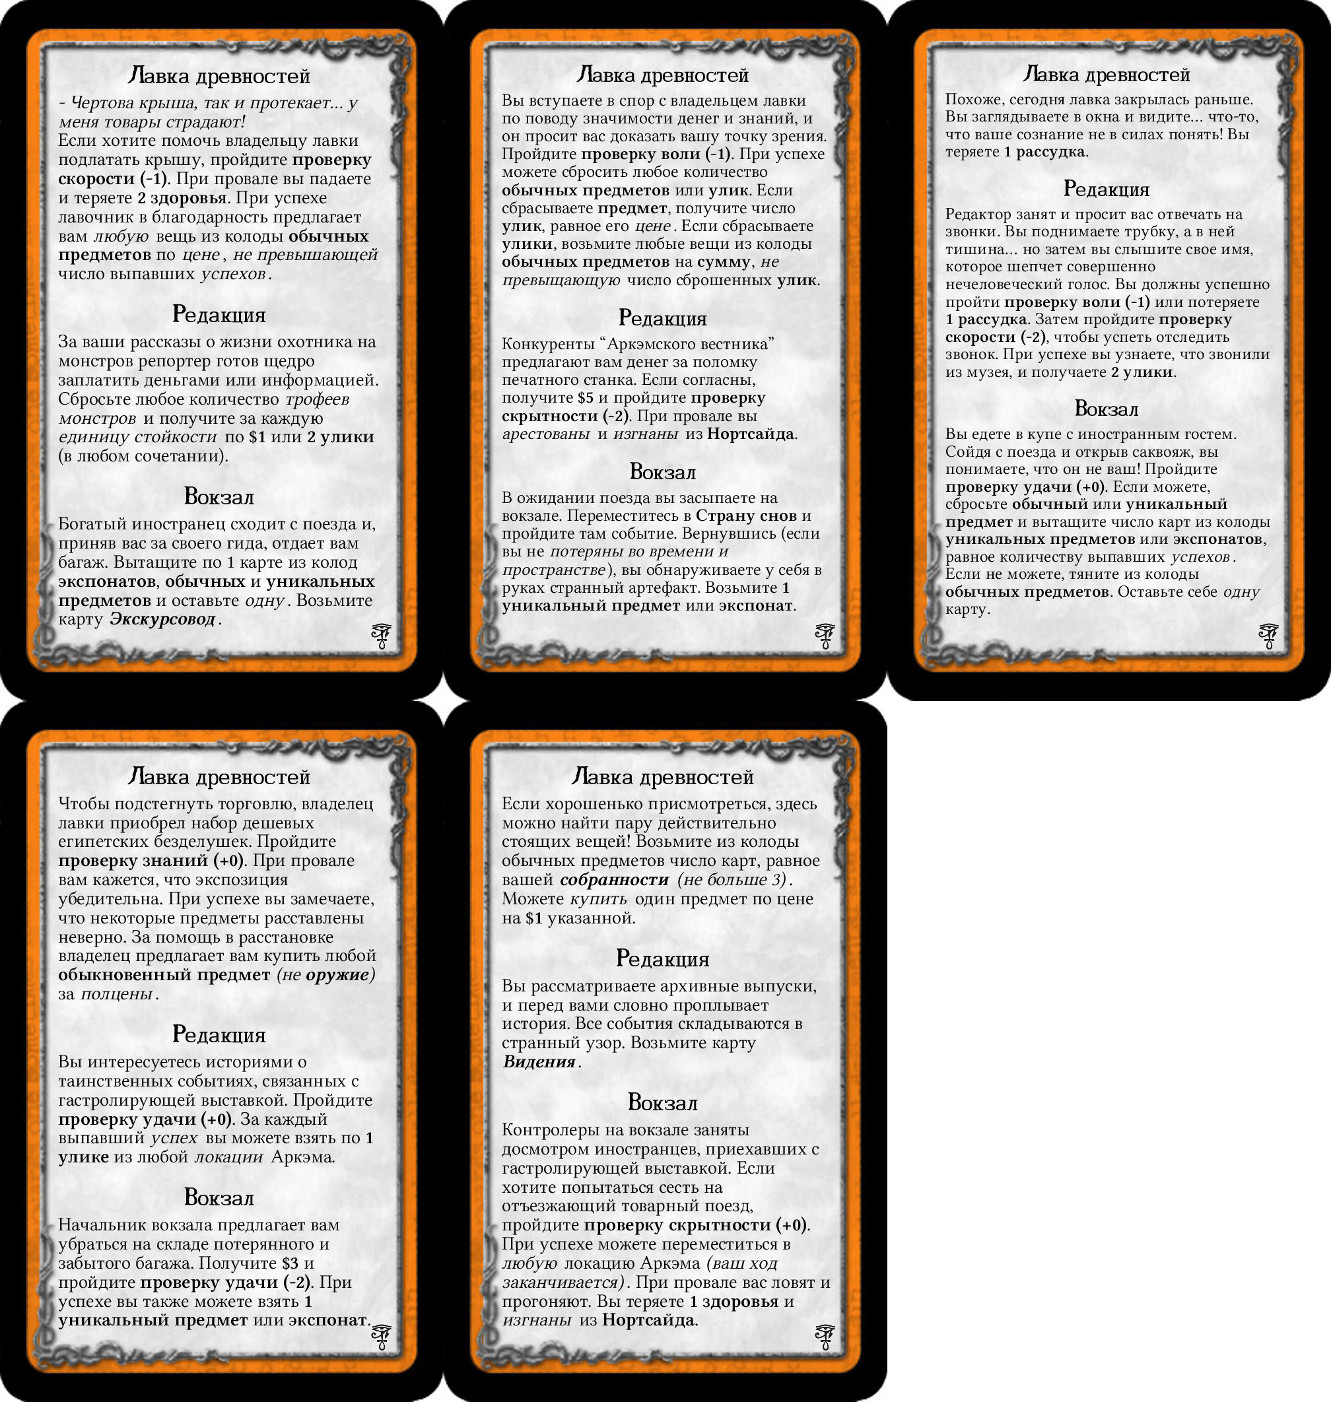 Лавка древностей
- Чертова крыша, так и протекает... у
меня товары страдают!
Если хотите помочь владельцу лавки
подлатать крышу, пройдите проверку
скорости (-1). При провале вы падаете
и теряете 2 здоровья. При успехе
лавочник в благодарность предлагает
вам любую вещь из колоды обычных
предметов по цене, не превышающей
число выпавших успехов.
Редакция
За ваши рассказы о жизни охотника на
монстров репортер готов щедро
заплатить деньгами или информацией.
Сбросьте любое количество трофеев
монстров и получите за каждую
единицу стойкости по $1 или 2 улики
(в любом сочетании).
Вокзал
Богатый иностранец сходит с поезда и,
приняв вас за своего гида, отдает вам
багаж. Вытащите по 1 карте из колод
экспонатов, обычных и уникальных
предметов и оставьте одну. Возьмите
карту Экскурсовод.
Лавка древностей
Вы вступаете в спор с владельцем лавки
по поводу значимости денег и знаний, и
он просит вас доказать вашу точку зрения.
Пройдите проверку воли (-1). При успехе
можете сбросить любое количество
обычных предметов или улик. Если
сбрасываете предмет, получите число
улик, равное его цене. Если сбрасываете
улики, возьмите любые вещи из колоды
обычных предметов на сумму, не
превыщающую число сброшенных улик.
Редакция
Конкуренты “Аркэмского вестника”
предлагают вам денег за поломку
печатного станка. Если согласны,
получите $5 и пройдите проверку
скрытности (-2). При провале вы
арестованы и изгнаны из Нортсайда.
Вокзал
В ожидании поезда вы засыпаете на
вокзале. Переместитесь в Страну снов и
пройдите там событие. Вернувшись (если
вы не потеряны во времени и
пространстве), вы обнаруживаете у себя в
руках странный артефакт. Возьмите 1
уникальный предмет или экспонат.
Лавка древностей
Похоже, сегодня лавка закрылась раньше.
Вы заглядываете в окна и видите... что-то,
что ваше сознание не в силах понять! Вы
теряете 1 рассудка.
Редакция
Редактор занят и просит вас отвечать на
звонки. Вы поднимаете трубку, а в ней
тишина... но затем вы слышите свое имя,
которое шепчет совершенно
нечеловеческий голос. Вы должны успешно
пройти проверку воли (-1) или потеряете
1 рассудка. Затем пройдите проверку
скорости (-2), чтобы успеть отследить
звонок. При успехе вы узнаете, что звонили
из музея, и получаете 2 улики.
Вокзал
Вы едете в купе с иностранным гостем.
Сойдя с поезда и открыв саквояж, вы
понимаете, что он не ваш! Пройдите
проверку удачи (+0). Если можете,
сбросьте обычный или уникальный
предмет и вытащите число карт из колоды
уникальных предметов или экспонатов,
равное количеству выпавших успехов.
Если не можете, тяните из колоды
обычных предметов. Оставьте себе одну
карту.
Лавка древностей
Чтобы подстегнуть торговлю, владелец
лавки приобрел набор дешевых
египетских безделушек. Пройдите
проверку знаний (+0). При провале
вам кажется, что экспозиция
убедительна. При успехе вы замечаете,
что некоторые предметы расставлены
неверно. За помощь в расстановке
владелец предлагает вам купить любой
обыкновенный предмет (не оружие)
за полцены.
Редакция
Вы интересуетесь историями о
таинственных событиях, связанных с
гастролирующей выставкой. Пройдите
проверку удачи (+0). За каждый
выпавший успех вы можете взять по 1
улике из любой локации Аркэма.
Вокзал
Начальник вокзала предлагает вам
убраться на складе потерянного и
забытого багажа. Получите $3 и
пройдите проверку удачи (-2). При
успехе вы также можете взять 1
уникальный предмет или экспонат.
Лавка древностей
Если хорошенько присмотреться, здесь
можно найти пару действительно
стоящих вещей! Возьмите из колоды
обычных предметов число карт, равное
вашей собранности (не больше 3).
Можете купить один предмет по цене
на $1 указанной.
Редакция
Вы рассматриваете архивные выпуски,
и перед вами словно проплывает
история. Все события складываются в
странный узор. Возьмите карту
Видения.
Вокзал
Контролеры на вокзале заняты
досмотром иностранцев, приехавших с
гастролирующей выставкой. Если
хотите попытаться сесть на
отъезжающий товарный поезд,
пройдите проверку скрытности (+0).
При успехе можете переместиться в
любую локацию Аркэма (ваш ход
заканчивается). При провале вас ловят и
прогоняют. Вы теряете 1 здоровья и
изгнаны из Нортсайда.